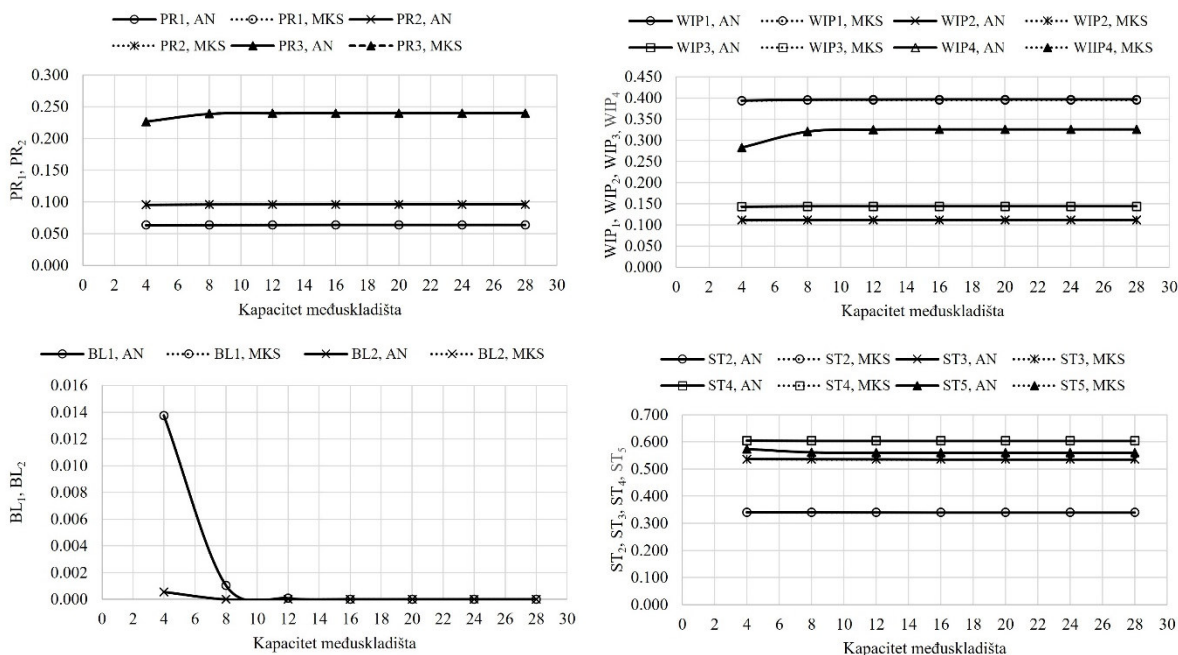 PR1, AN PR1, MKS PR2, AN
PR2, MKS PR3, AN PR3, MKS
0.300
0.250
0.200
0.150
0.100
0.050
0.000
PR₁, PR₂
0 2 4 6 8 10 12 14 16 18 20 22 24 26 28 30
Kapacitet međuskladišta
WIP1, AN WIP1, MKS WIP2, AN WIP2, MKS
WIP3, AN WIP3, MKS WIP4, AN WIIP4, MKS
0.450
0.400
0.350
0.300
0.250
0.200
0.150
0.100
0.050
0.000
WIP₁, WIP₂, WIP₃, WIP₄
0 2 4 6 8 10 12 14 16 18 20 22 24 26 28 30
Kapacitet međuskladišta
BL1, AN BL1, MKS BL2, AN BL2, MKS
0.016
0.014
0.012
0.010
0.008
0.006
0.004
0.002
0.000
BL₁, BL₂
0 2 4 6 8 10 12 14 16 18 20 22 24 26 28 30
Kapacitet međuskladišta
ST2, AN ST2, MKS ST3, AN ST3, MKS
ST4, AN ST4, MKS ST5, AN ST5, MKS
0.700
0.600
0.500
0.400
0.300
0.200
0.100
0.000
ST₂, ST₃, ST₄, ST₅
0 2 4 6 8 10 12 14 16 18 20 22 24 26 28 30
Kapacitet međuskladišta